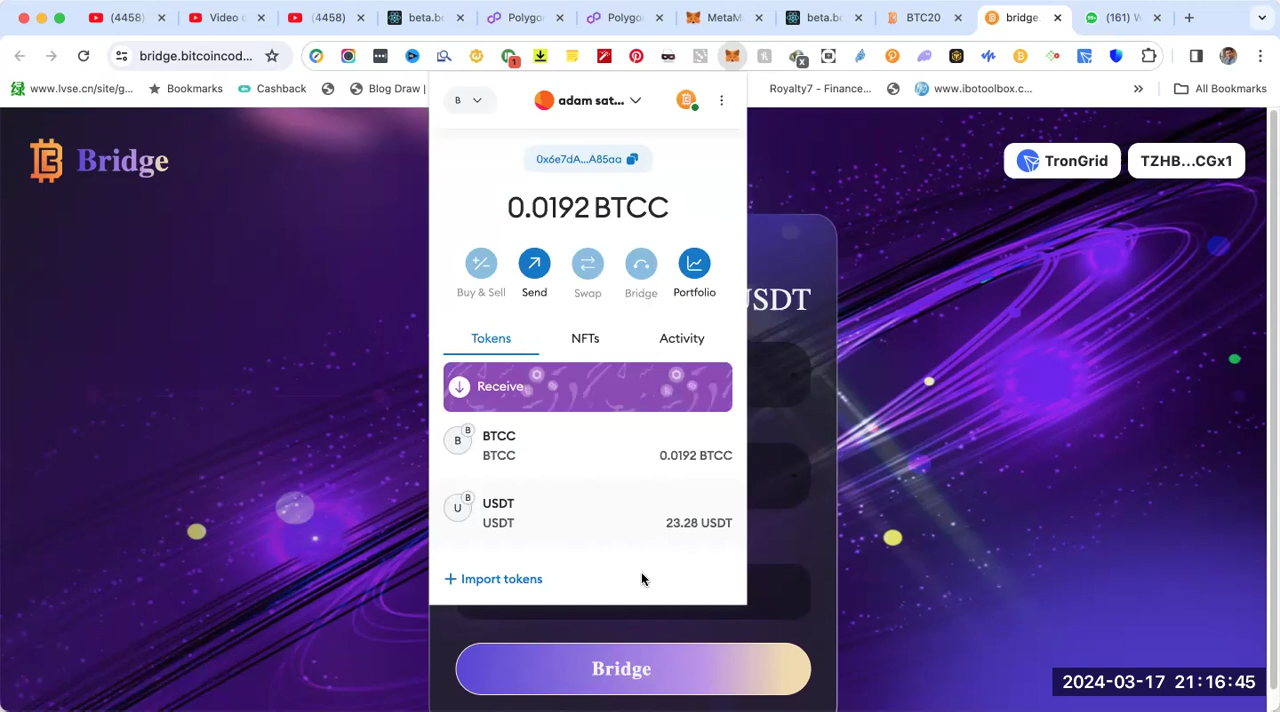 (4458)
Video c
(4458)
beta.bc
Polygo
Polygo
MetaM
beta.bc
BTC20
bridge.
(161) W
bridge.bitcoincod...
1
X
www.lvse.cn/site/g...
Bookmarks
Cashback
Blog Draw |
Royalty7 - Finance...
www.ibotoolbox.c...
»
All Bookmarks
Bridge
TronGrid
TZHB...CGx1
B
adam sat...
0x6e7dA...A85aa
0.0192 BTCC
Buy & Sell
Send
Swap
Bridge
Portfolio
USDT
Tokens
NFTs
Activity
Receive
B
B
BTCC
BTCC
0.0192 BTCC
U
B
USDT
USDT
23.28 USDT
+ Import tokens
Bridge
2024-03-17 21:16:45